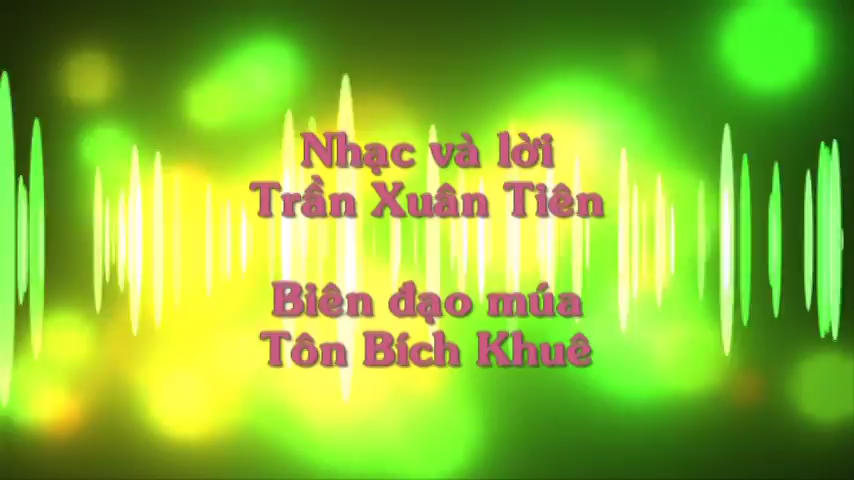 Nhạc và lời
Trần Xuân Tiên
Biên đạo múa
Tôn Bích Khuê